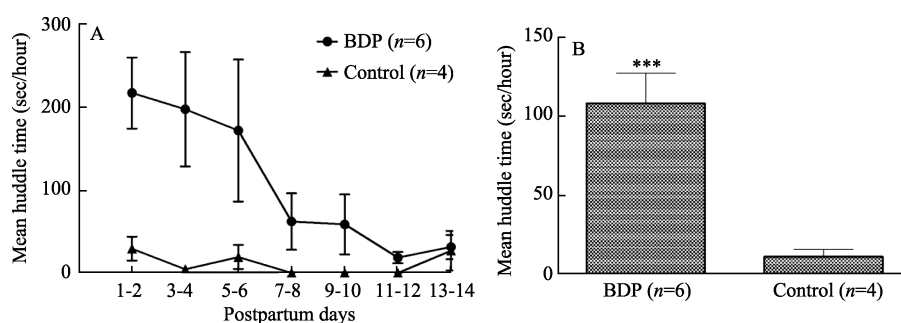 A
BDP (n=6)
Control (n=4)
Mean huddle time (sec/hour)
300
200
100
0
1-2 3-4 5-6 7-8 9-10 11-12 13-14
Postpartum days
B
***
Mean huddle time (sec/hour)
150
100
50
0
BDP (n=6) Control (n=4)